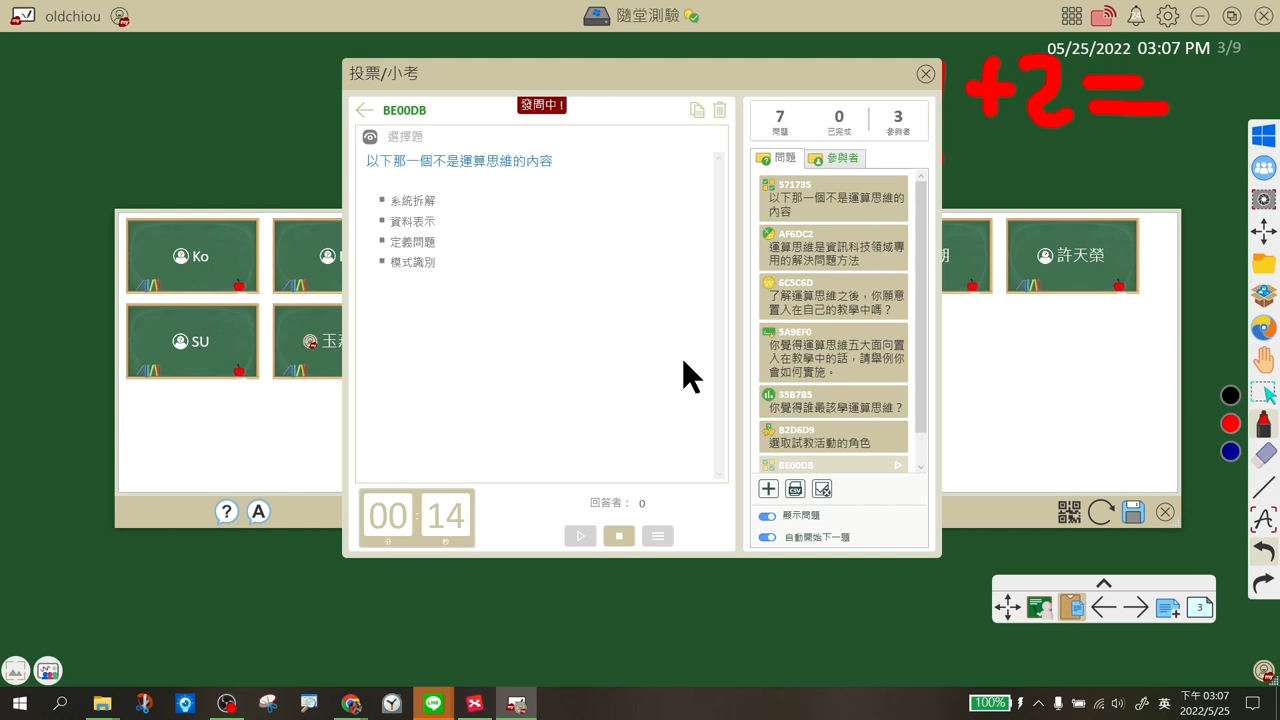 oldchiou
隨堂測驗
05/25/2022 03:07 PM 3/9
+2=
投票/小考
BE00DB
發問中!
選擇題
以下那一個不是運算思維的內容
系統拆解
資料表示
定義問題
模式識別
00 : 14
分 秒
回答者: 0
7 0 3
問題 已完成 參與者
問題 參與者
571735
以下那一個不是運算思維的
內容
AF6DC2
運算思維是資訊科技領域專
用的解決問題方法
6C5C6D
了解運算思維之後,你願意
置入在自己的教學中嗎?
5A9EF0
你覺得運算思維五大面向置
入在教學中的話,請舉例你
會如何實施。
35B7B5
你覺得誰最該學運算思維?
B2D6D9
選取試教活動的角色
BE00DB
CSV
顯示問題
自動開始下一題
Ko
許天榮
SU
? A
3
100%
英
下午 03:07
2022/5/25
LINE